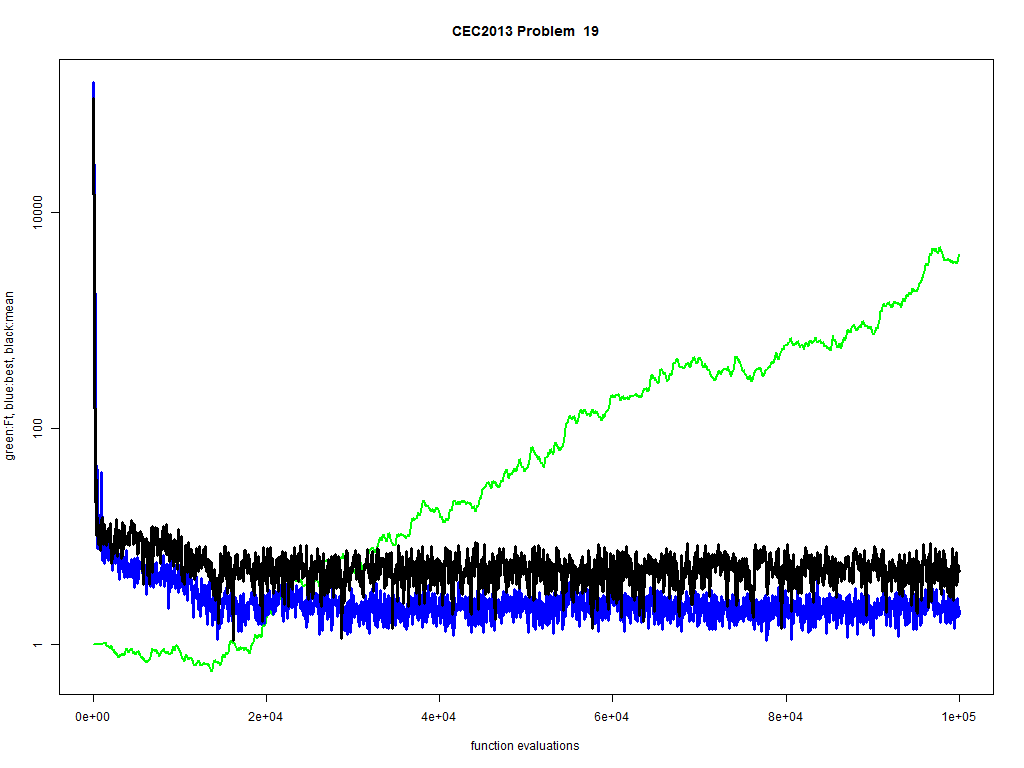 CEC2013 Problem  19
green:Ft, blue:best, black:mean
10000
100
1
0e+00
2e+04
4e+04
6e+04
8e+04
1e+05
function evaluations